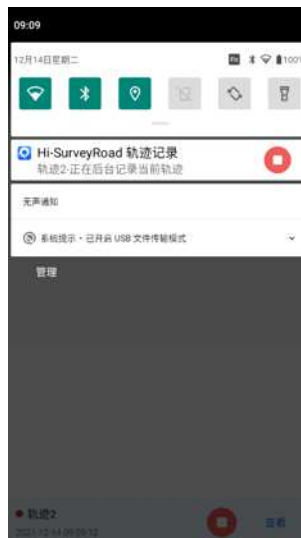 09:09
12月14日星期二
100%
Hi-SurveyRoad 轨迹记录
轨迹2-正在后台记录当前轨迹
无声通知
系统提示・已开启 USB 文件传输模式
管理
轨迹2
2021-12-14 09:09:12
查看